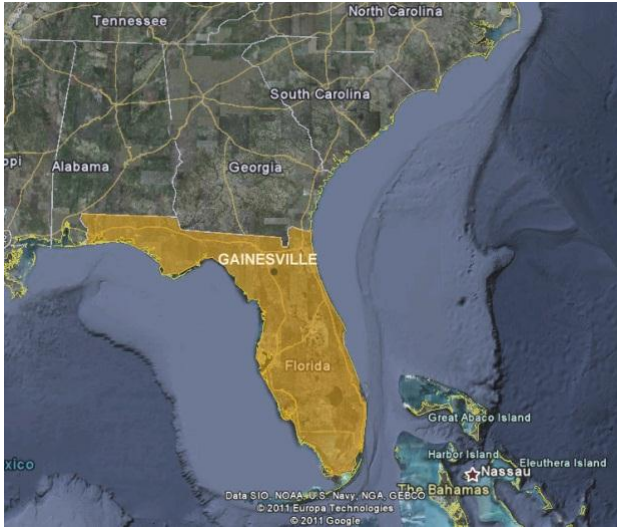 North Carolina
Tennessee
South Carolina
opi
Alabama
Georgia
GAINESVILLE
Florida
Great Abaco Island
Harbor Island
Eleuthera Island
xico
Nassau
The Bahamas
Data SIO, NOAA, U.S. Navy, NGA, GEBCO
© 2011 Europa Technologies
© 2011 Google